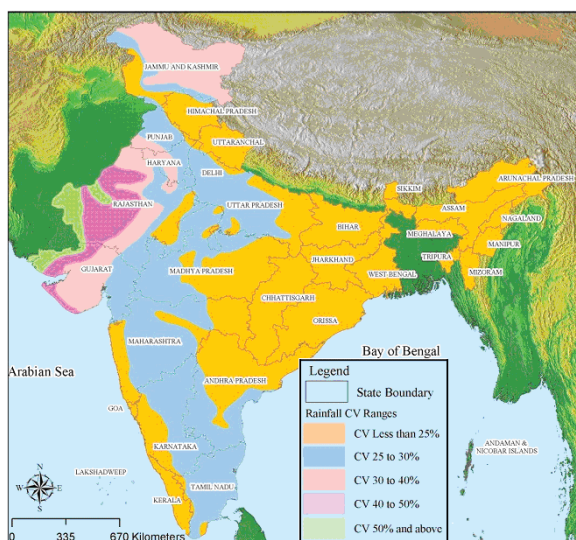 JAMMU AND KASHMIR
HIMACHAL PRADESH
PUNJAB
UTTARANCHAL
HARYANA
DELHI
ARUNACHAL PRADESH
SIKKIM
RAJASTHAN
UTTAR PRADESH
ASSAM
NAGALAND
BIHAR
MEGHALAYA
MANIPUR
GUJARAT
MADHYA PRADESH
JHARKHAND
TRIPURA
WEST-BENGAL
MIZORAM
CHHATTISGARH
ORISSA
MAHARASHTRA
Bay of Bengal
Arabian Sea
ANDHRA PRADESH
GOA
KARNATAKA
LAKSHADWEEP
TAMIL NADU
KERALA
ANDAMAN &
NICOBAR ISLANDS
Legend
State Boundary
Rainfall CV Ranges
CV Less than 25%
CV 25 to 30%
CV 30 to 40%
CV 40 to 50%
CV 50% and above
N
W E
S
0 335 670 Kilometers